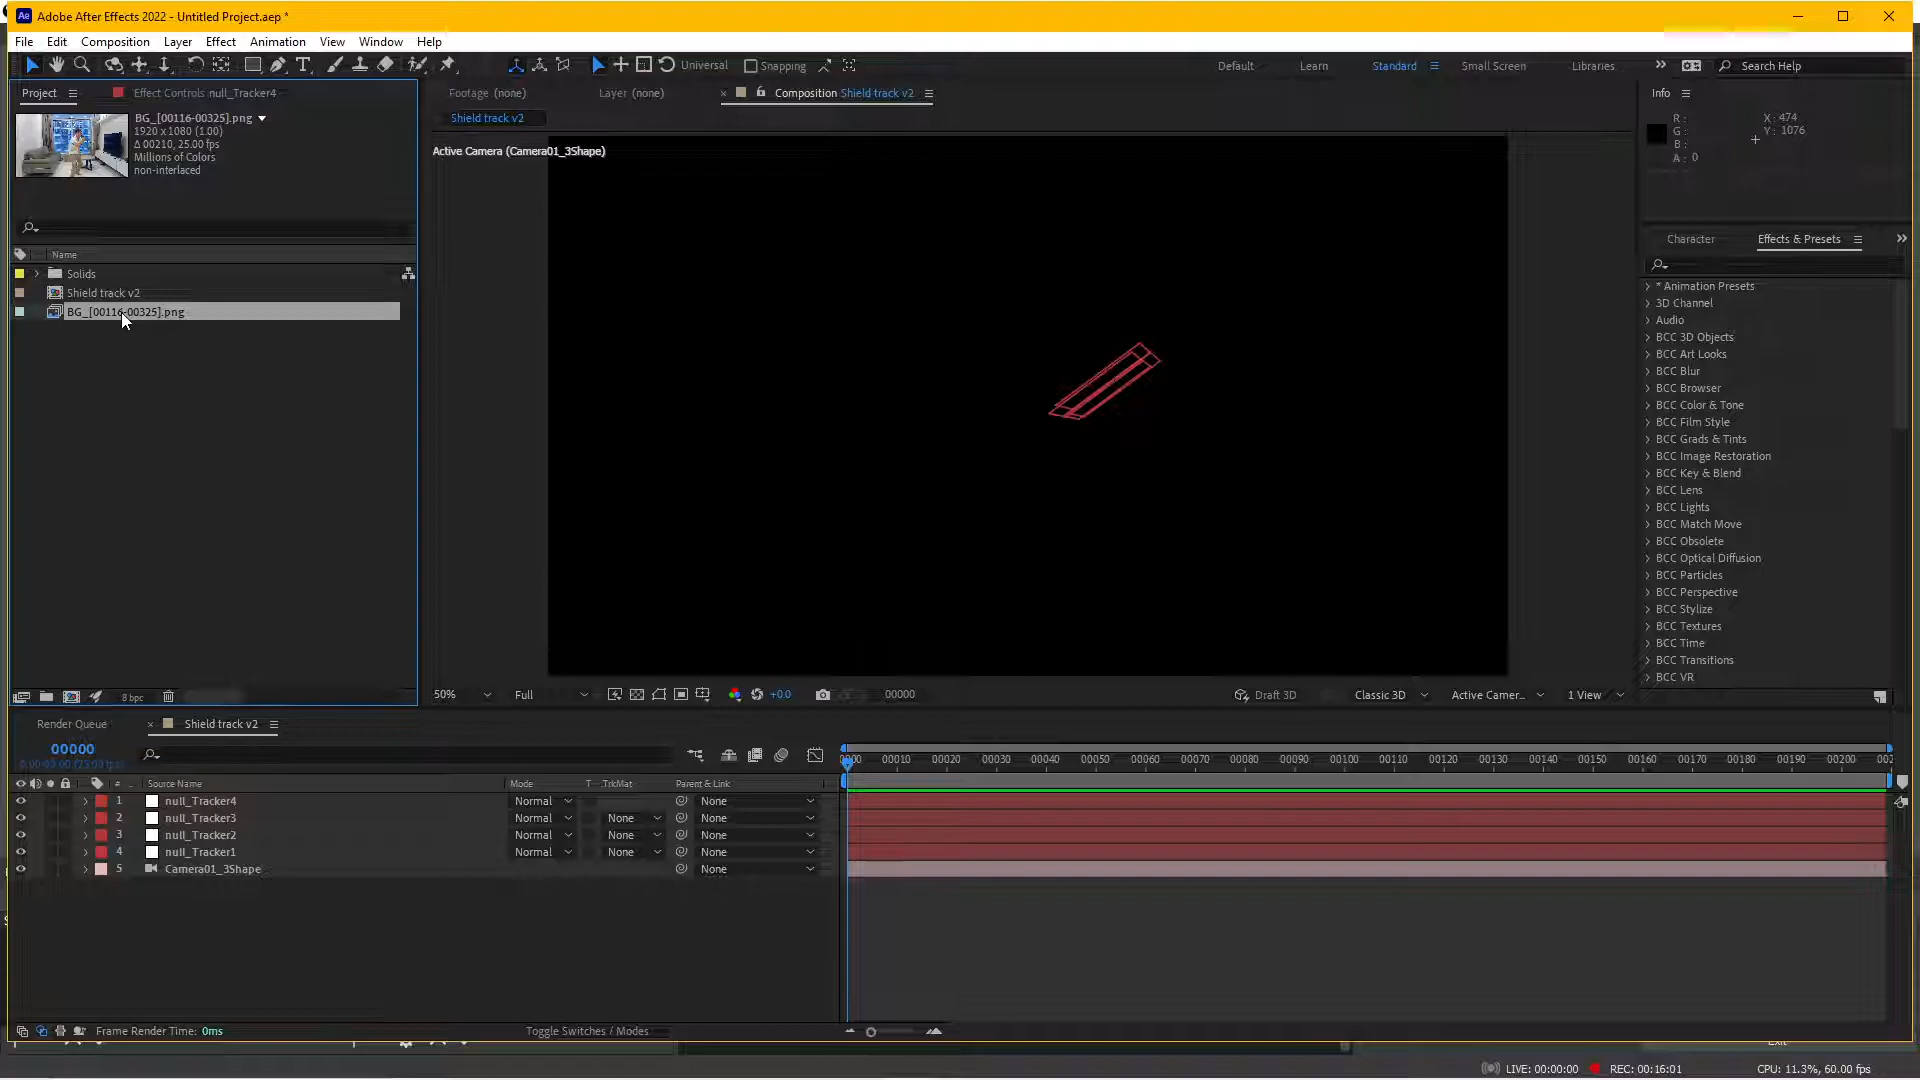 Adobe After Effects 2022 - Untitled Project.aep *
File Edit Composition Layer Effect Animation View Window Help
Universal Snapping Default Learn Standard Small Screen Libraries Search Help
Project Effect Controls null_Tracker4 Footage (none) Layer (none) Composition Shield track v2 Info
BG_[00116-00325].png
1920 x 1080 (1.00)
Δ 00210, 25.00 fps
Millions of Colors
non-interlaced
Shield track v2
Active Camera (Camera01_3Shape)
R :
G :
B :
A : 0
X : 474
Y : 1076
Name
Solids
Shield track v2
BG_[00116-00325].png
Character Effects & Presets
* Animation Presets
3D Channel
Audio
BCC 3D Objects
BCC Art Looks
BCC Blur
BCC Browser
BCC Color & Tone
BCC Film Style
BCC Grads & Tints
BCC Image Restoration
BCC Key & Blend
BCC Lens
BCC Lights
BCC Match Move
BCC Obsolete
BCC Optical Diffusion
BCC Particles
BCC Perspective
BCC Stylize
BCC Textures
BCC Time
BCC Transitions
BCC VR
8 bpc
50% Full +0.0 00000 Draft 3D Classic 3D Active Camer... 1 View
Render Queue Shield track v2
00000
00010 00020 00030 00040 00050 00060 00070 00080 00090 00100 00110 00120 00130 00140 00150 00160 00170 00180 00190 00200
# Source Name Mode T .TrkMat Parent & Link
1 null_Tracker4 Normal None
2 null_Tracker3 Normal None None
3 null_Tracker2 Normal None None
4 null_Tracker1 Normal None None
5 Camera01_3Shape None
Frame Render Time: 0ms Toggle Switches / Modes
LIVE: 00:00:00 REC: 00:16:01 CPU: 11.3%, 60.00 fps